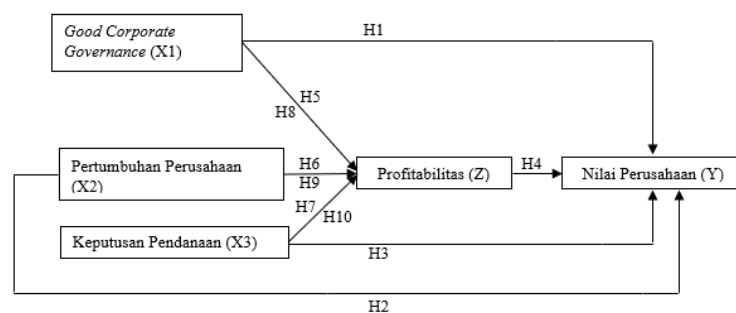 Good Corporate
Governance (X1)
H1
H5
H8
Pertumbuhan Perusahaan
(X2)
H6
H9
Profitabilitas (Z)
H4
Nilai Perusahaan (Y)
H7
H10
Keputusan Pendanaan (X3)
H3
H2